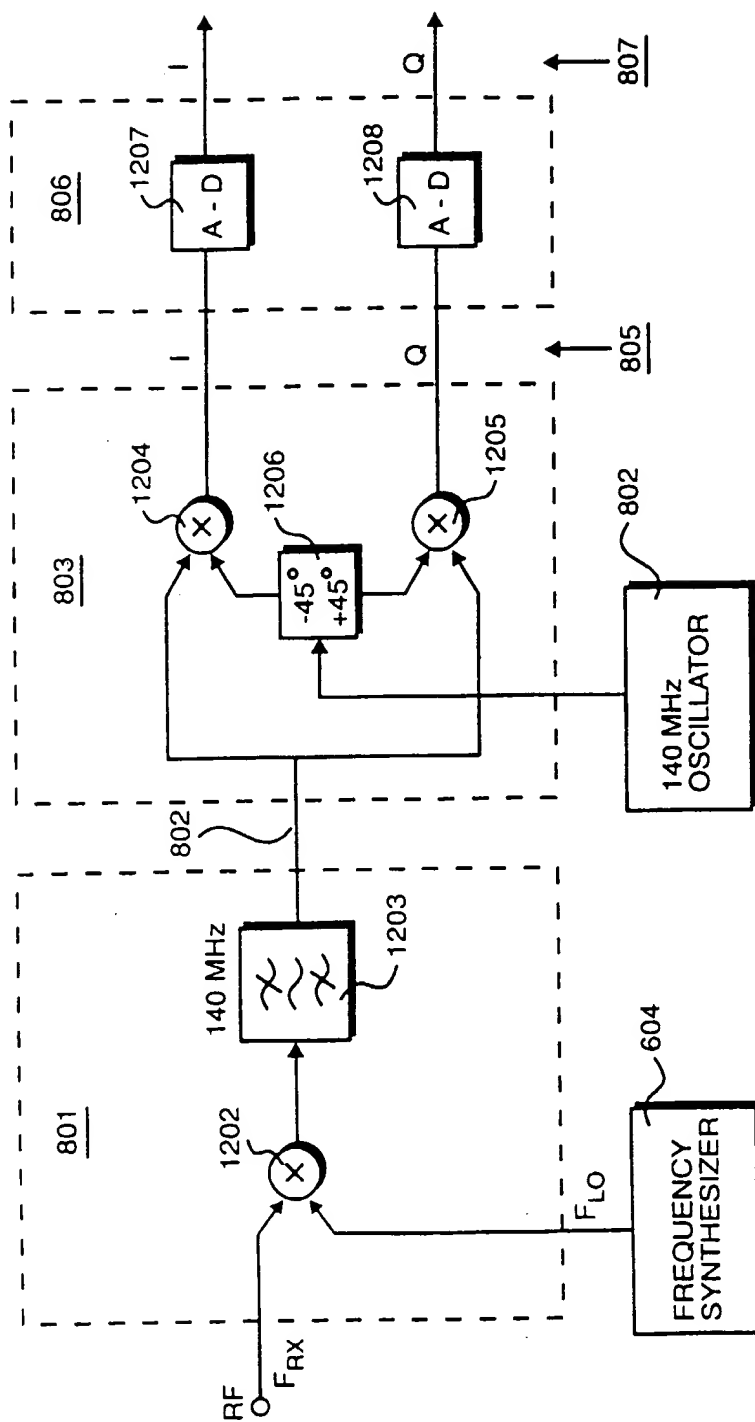 RF
F_RX
801
1202
140 MHz
1203
F_LO
604
FREQUENCY
SYNTHESIZER
802
803
1204
1206
-45°
+45°
1205
802
140 MHz
OSCILLATOR
I
Q
805
806
1207
A - D
1208
A - D
I
Q
807